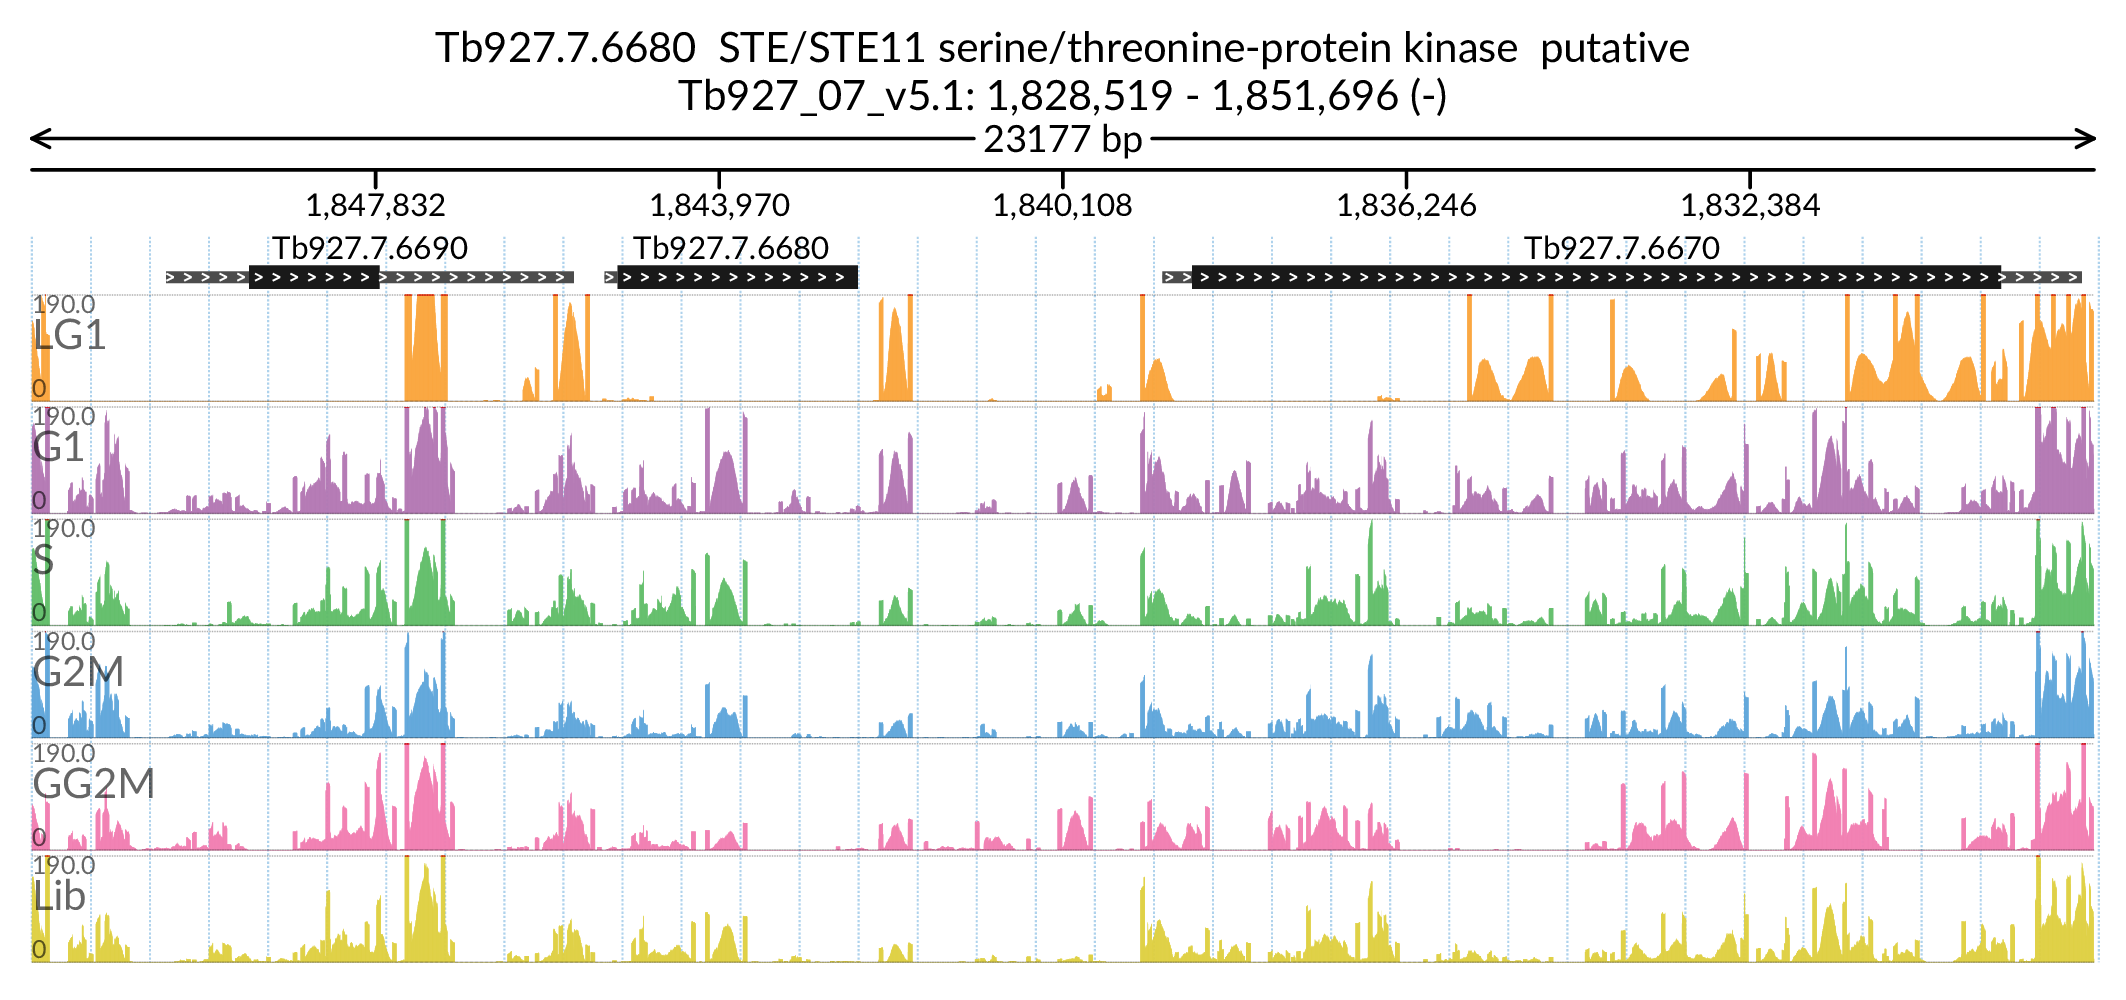 Tb927.7.6680  STE/STE11 serine/threonine-protein kinase  putative
Tb927_07_v5.1: 1,828,519 - 1,851,696 (-)
23177 bp
1,847,832 1,843,970 1,840,108 1,836,246 1,832,384
Tb927.7.6690 Tb927.7.6680 Tb927.7.6670
190.0
LG1
0
190.0
G1
0
190.0
S
0
190.0
G2M
0
190.0
GG2M
0
190.0
Lib
0